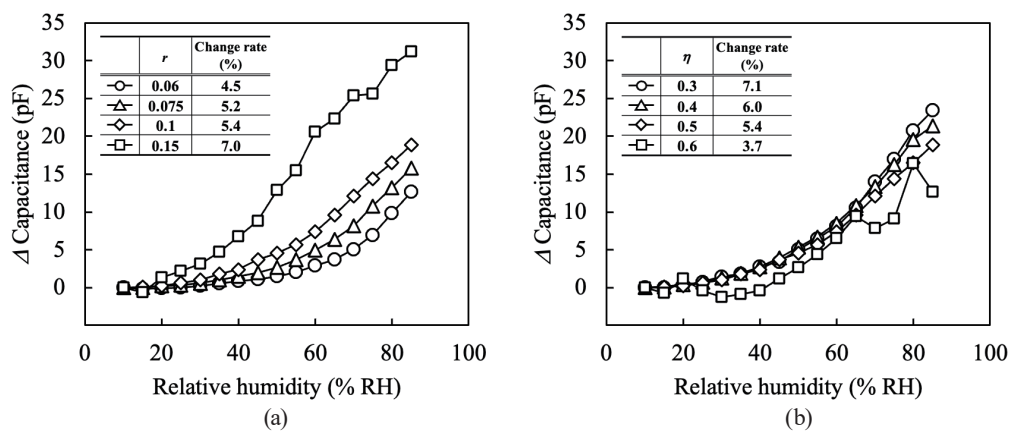 35
30
25
20
15
10
5
0
Δ Capacitance (pF)
r Change rate
(%)
0.06 4.5
0.075 5.2
0.1 5.4
0.15 7.0
0 20 40 60 80 100
Relative humidity (% RH)
(a)
35
30
25
20
15
10
5
0
Δ Capacitance (pF)
η Change rate
(%)
0.3 7.1
0.4 6.0
0.5 5.4
0.6 3.7
0 20 40 60 80 100
Relative humidity (% RH)
(b)